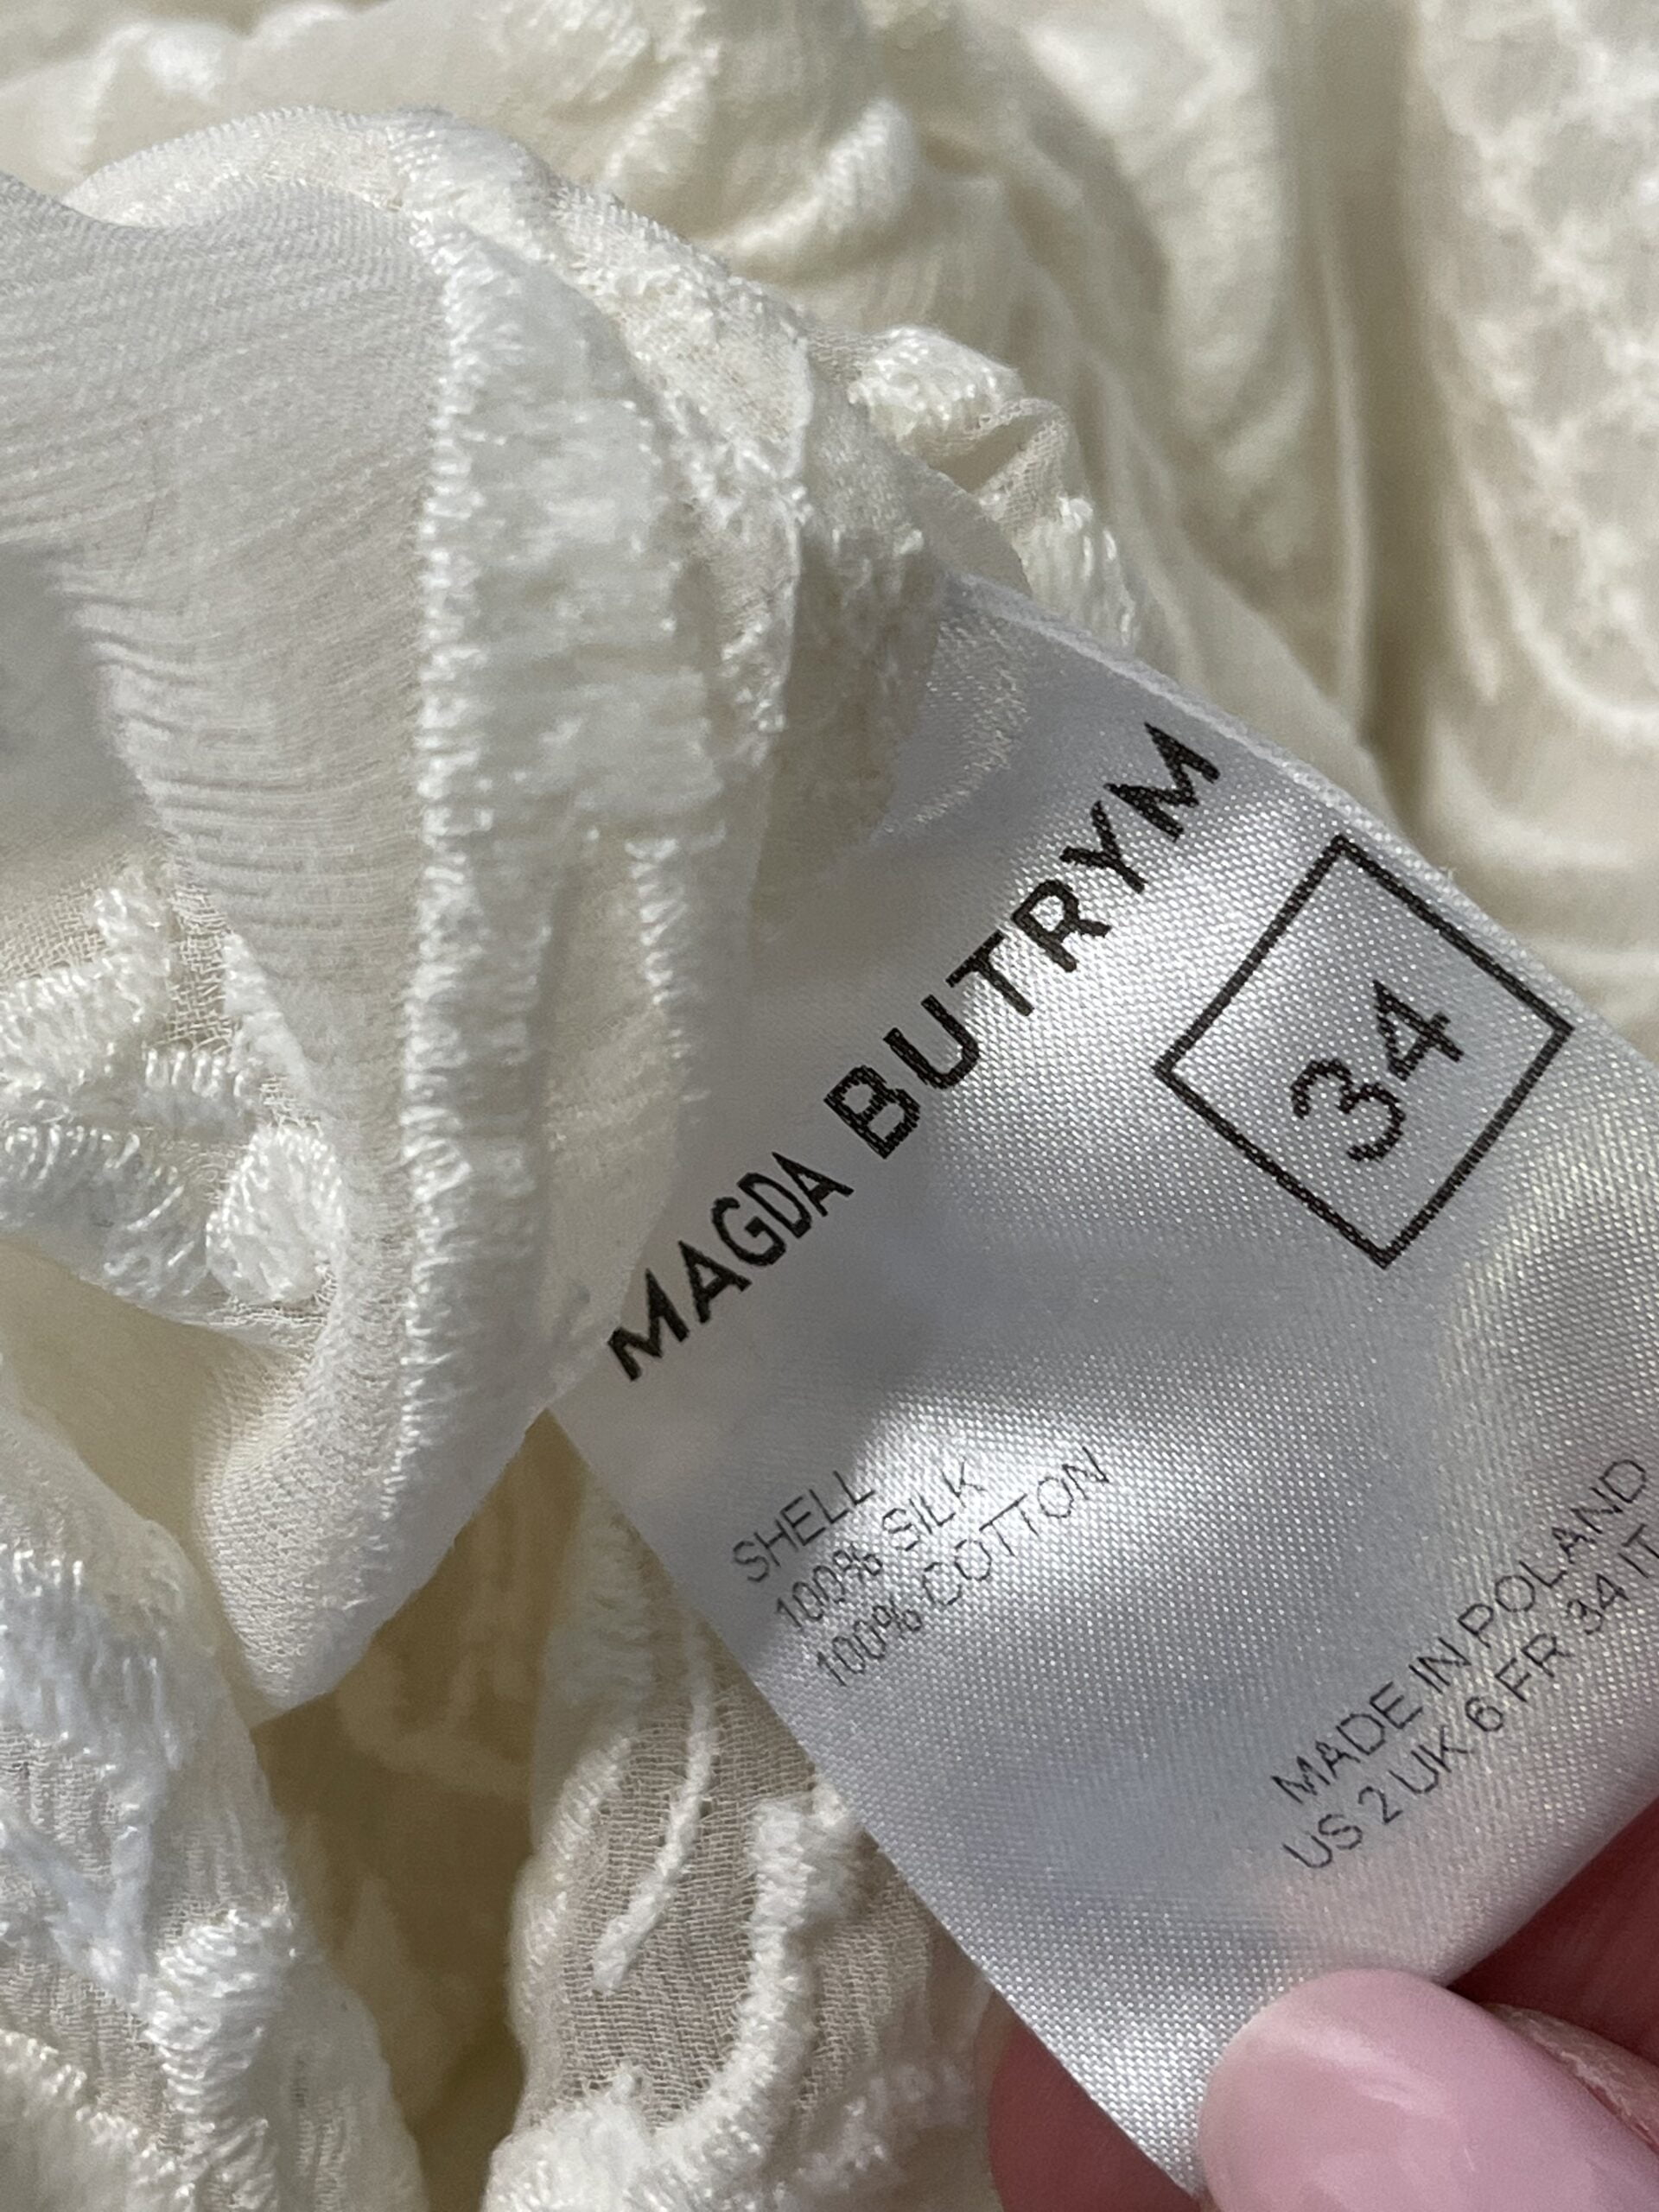 MAGDA BUTRYM
34
SHELL
100% SILK
100% COTTON
MADE IN POLAND
US 2 UK 6 FR 34 IT